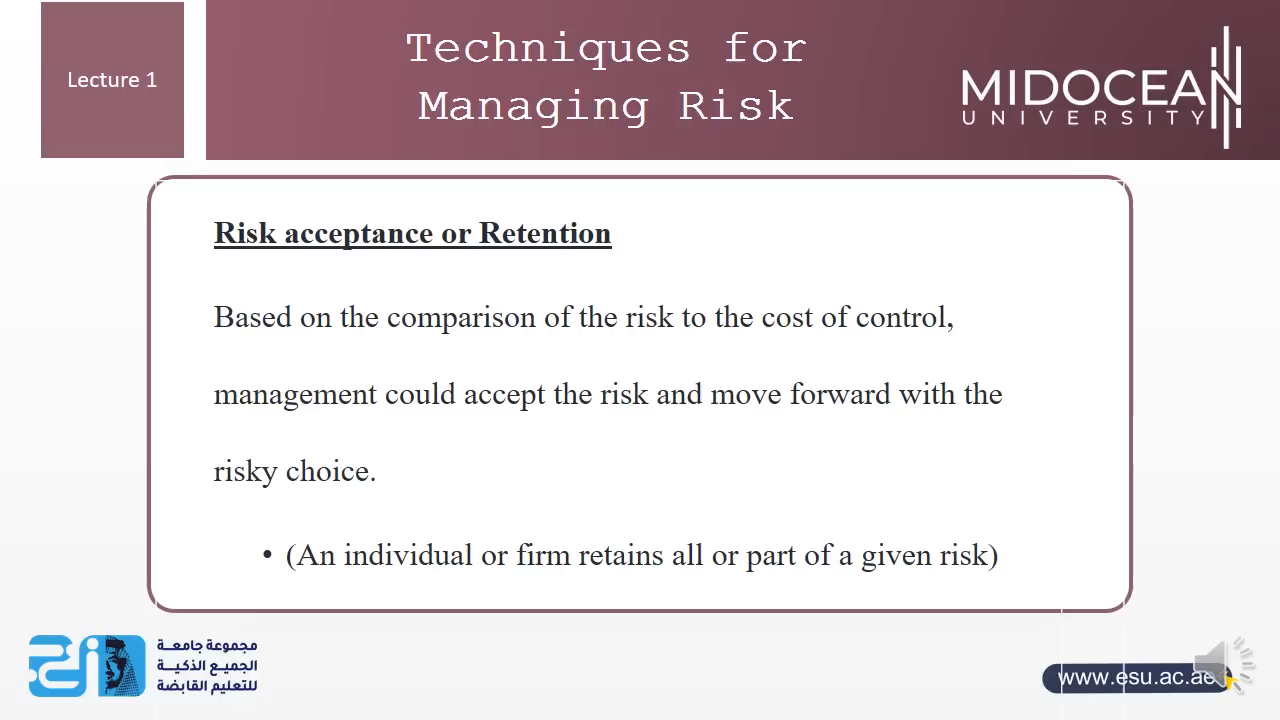 Lecture 1
Techniques for
Managing Risk
MIDOCEAN
UNIVERSITY
Risk acceptance or Retention
Based on the comparison of the risk to the cost of control,
management could accept the risk and move forward with the
risky choice.
• (An individual or firm retains all or part of a given risk)
مجموعة جامعة
الجميع الذكية
للتعليم القابضة
www.esu.ac.ae